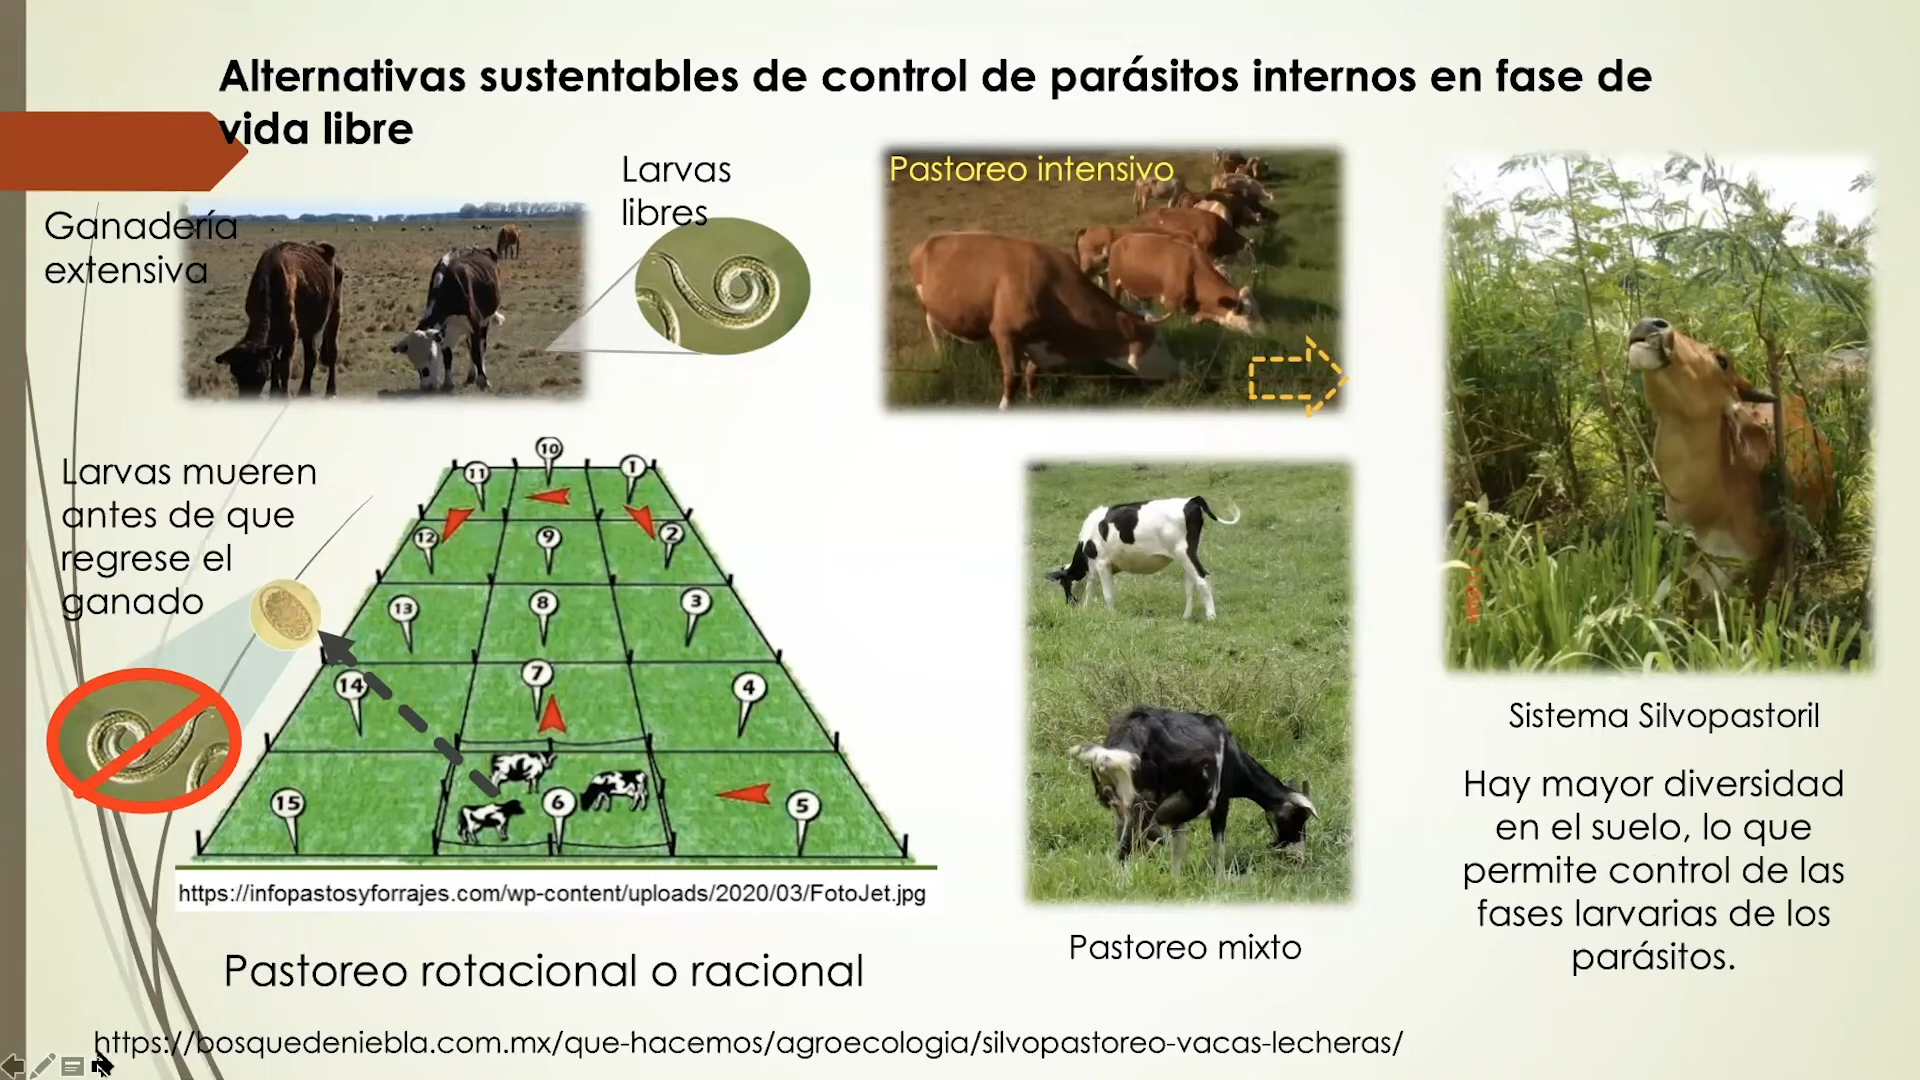 Alternativas sustentables de control de parásitos internos en fase de
vida libre
Ganadería
extensiva
Larvas
libres
Pastoreo intensivo
Larvas mueren
antes de que
regrese el
ganado
10
11
1
12
9
2
13
8
3
14
7
4
15
6
5
https://infopastosyforrajes.com/wp-content/uploads/2020/03/FotoJet.jpg
Pastoreo rotacional o racional
Pastoreo mixto
Sistema Silvopastoril
Hay mayor diversidad
en el suelo, lo que
permite control de las
fases larvarias de los
parásitos.
https://bosquedeniebla.com.mx/que-hacemos/agroecologia/silvopastoreo-vacas-lecheras/